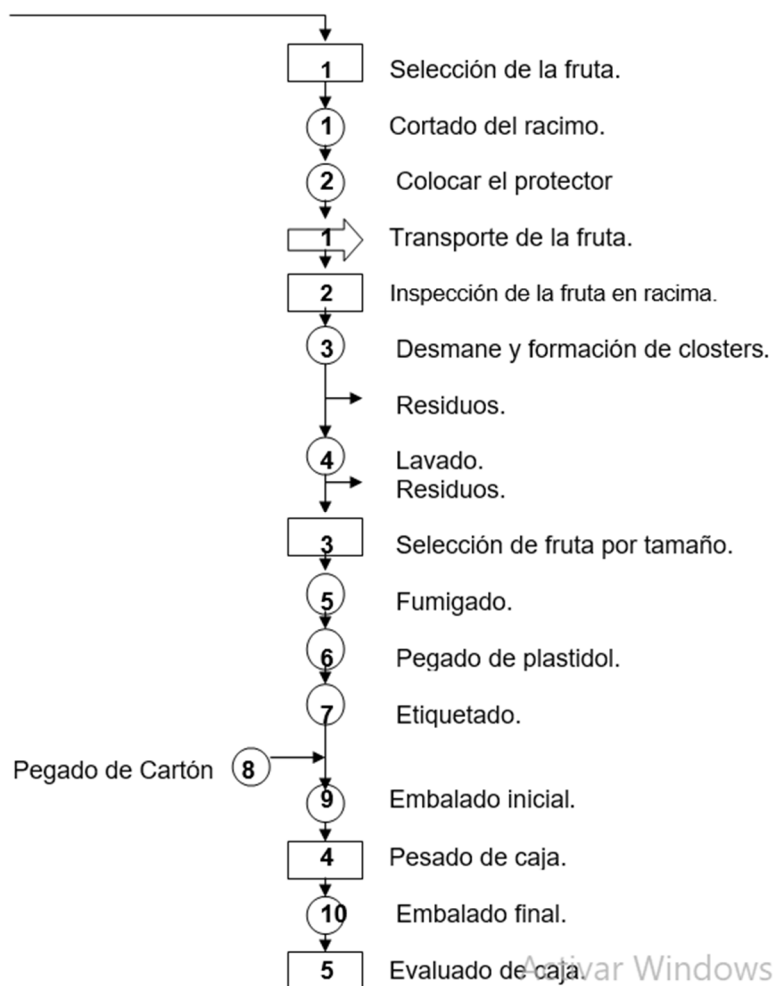 1 Selección de la fruta.
1 Cortado del racimo.
2 Colocar el protector
1 Transporte de la fruta.
2 Inspección de la fruta en racima.
3 Desmane y formación de closters.
Residuos.
4 Lavado.
Residuos.
3 Selección de fruta por tamaño.
5 Fumigado.
6 Pegado de plastidol.
7 Etiquetado.
Pegado de Cartón 8
9 Embalado inicial.
4 Pesado de caja.
10 Embalado final.
5 Evaluado de caja.
Activar Windows